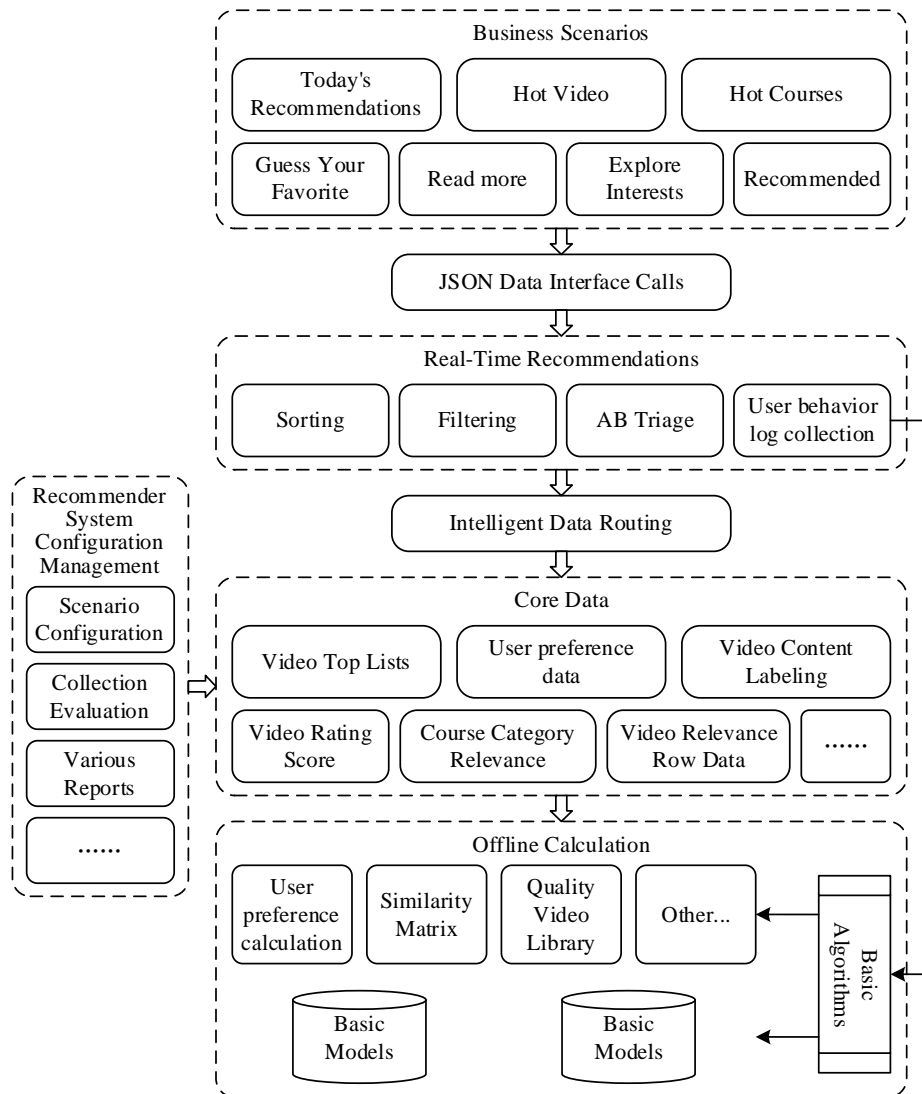 Business Scenarios
Today's
Recommendations
Hot Video
Hot Courses
Guess Your
Favorite
Read more
Explore
Interests
Recommended
JSON Data Interface Calls
Real-Time Recommendations
Sorting
Filtering
AB Triage
User behavior
log collection
Intelligent Data Routing
Recommender
System
Configuration
Management
Scenario
Configuration
Collection
Evaluation
Various
Reports
......
Core Data
Video Top Lists
User preference
data
Video Content
Labeling
Video Rating
Score
Course Category
Relevance
Video Relevance
Row Data
......
Offline Calculation
User
preference
calculation
Similarity
Matrix
Quality
Video
Library
Other...
Basic
Algorithms
Basic
Models
Basic
Models